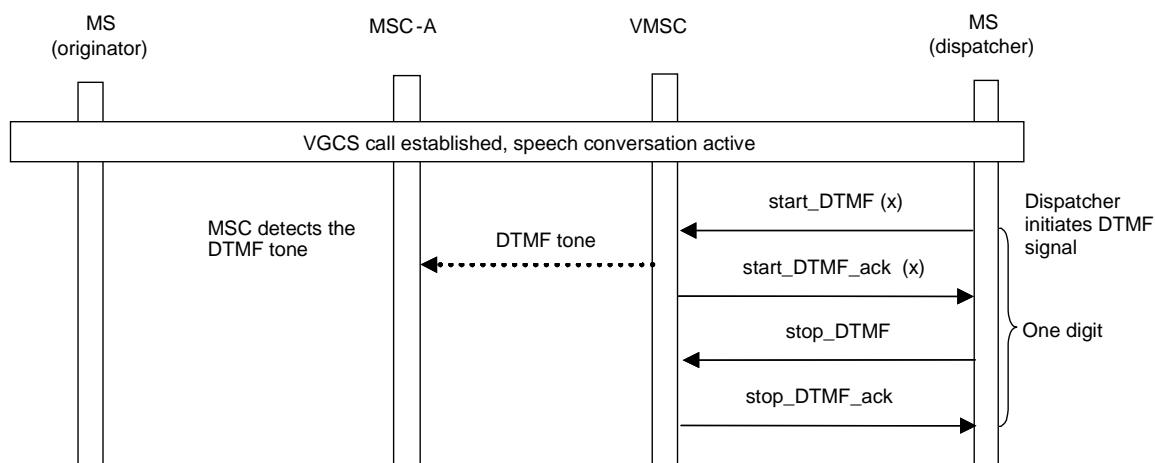 MS
(originator)
MSC-A
VMSC
MS
(dispatcher)
VGCS call established, speech conversation active
start_DTMF (x)
Dispatcher
initiates DTMF
signal
MSC detects the
DTMF tone
DTMF tone
start_DTMF_ack (x)
One digit
stop_DTMF
stop_DTMF_ack